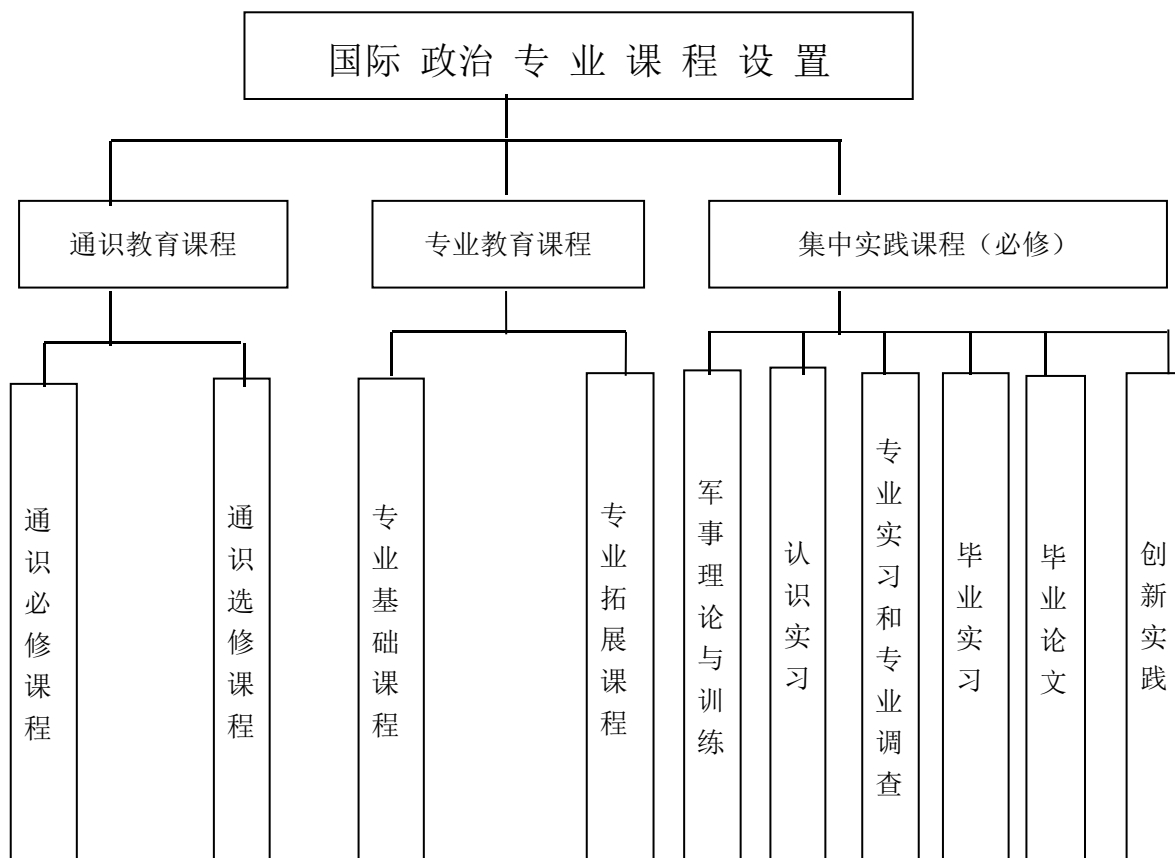 国际 政治 专 业 课 程 设 置
通识教育课程
专业教育课程
集中实践课程（必修）
通识必修课程
通识选修课程
专业基础课程
专业拓展课程
军事理论与训练
认识实习
专业实习和专业调查
毕业实习
毕业论文
创新实践